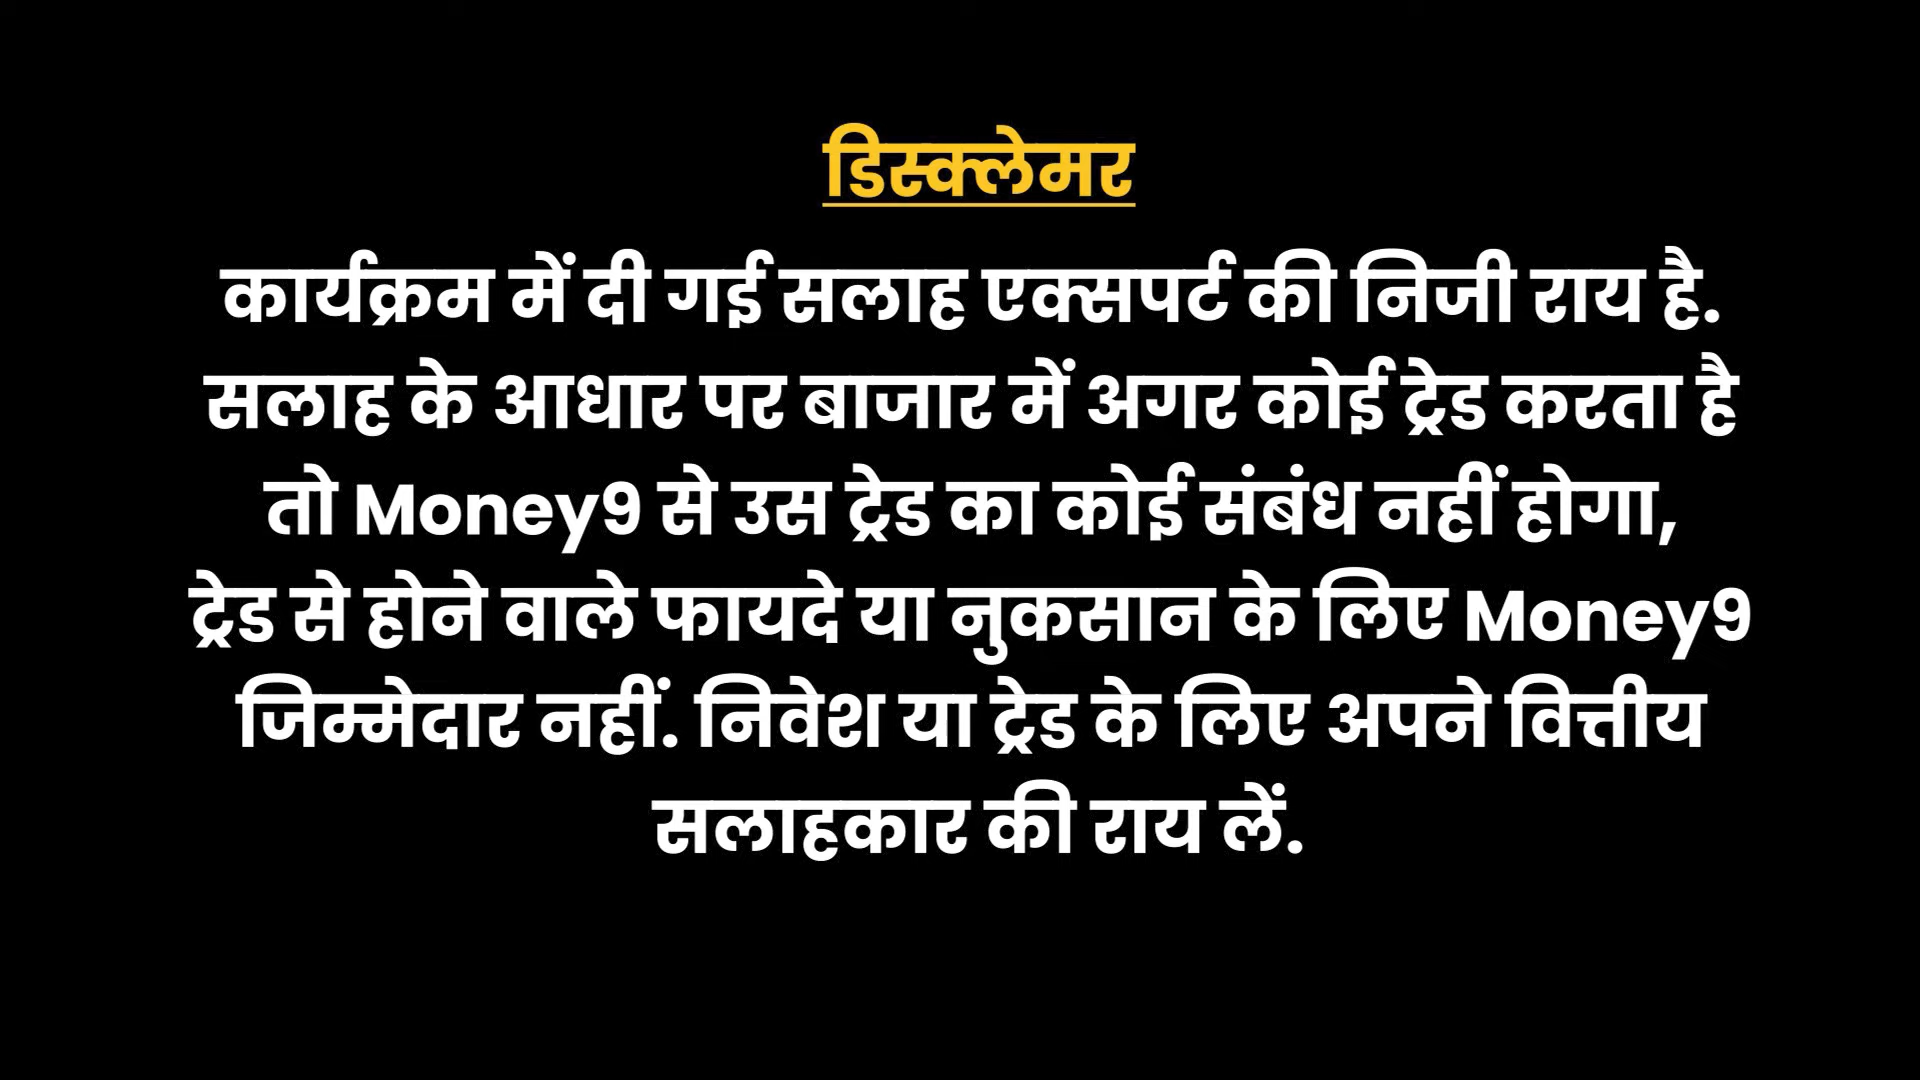 डिस्क्लेमर
कार्यक्रम में दी गई सलाह एक्सपर्ट की निजी राय है.
सलाह के आधार पर बाजार में अगर कोई ट्रेड करता है
तो Money9 से उस ट्रेड का कोई संबंध नहीं होगा,
ट्रेड से होने वाले फायदे या नुकसान के लिए Money9
जिम्मेदार नहीं. निवेश या ट्रेड के लिए अपने वित्तीय
सलाहकार की राय लें.